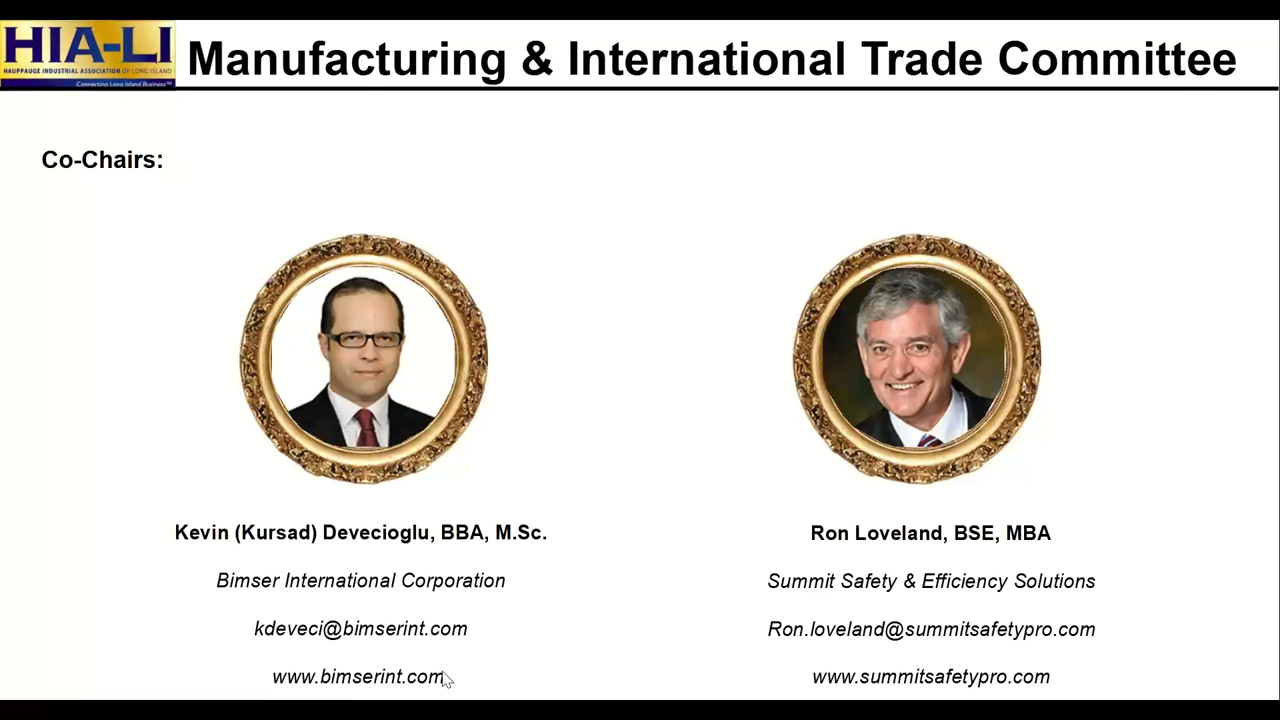 HIA-LI
HAUPPAUGE INDUSTRIAL ASSOCIATION OF LONG ISLAND
Connecting Long Island Business™
Manufacturing & International Trade Committee
Co-Chairs:
Kevin (Kursad) Devecioglu, BBA, M.Sc.
Bimser International Corporation
kdeveci@bimserint.com
www.bimserint.com
Ron Loveland, BSE, MBA
Summit Safety & Efficiency Solutions
Ron.loveland@summitsafetypro.com
www.summitsafetypro.com